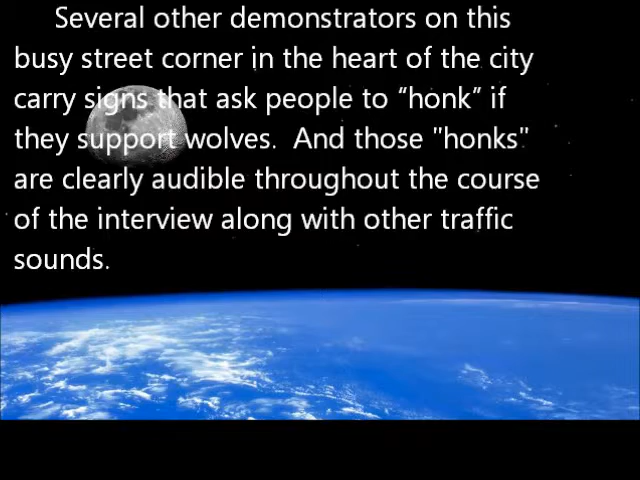 Several other demonstrators on this
busy street corner in the heart of the city
carry signs that ask people to “honk” if
they support wolves.  And those "honks"
are clearly audible throughout the course
of the interview along with other traffic
sounds.